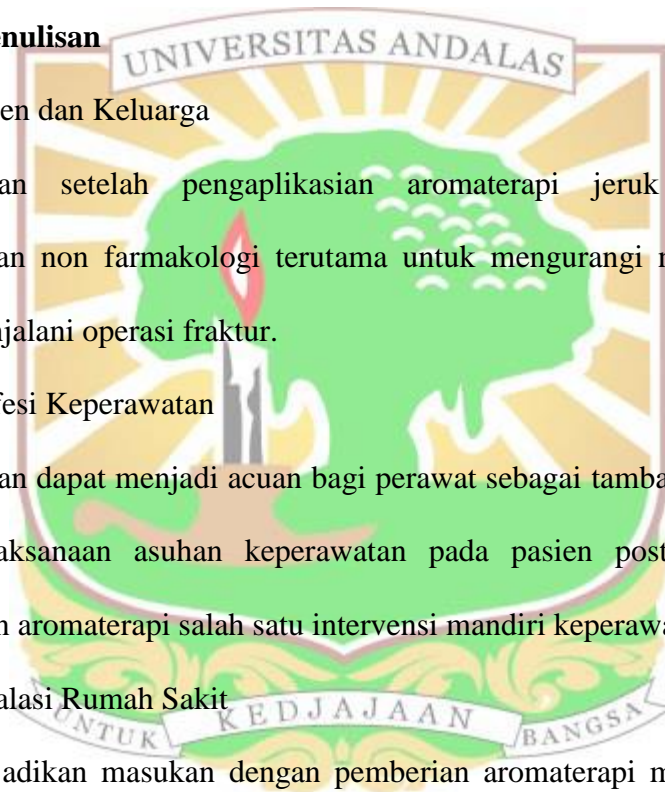 enulisan
UNIVERSITAS ANDALAS
en dan Keluarga
an setelah pengaplikasian aromaterapi jeruk
an non farmakologi terutama untuk mengurangi
njalani operasi fraktur.
fesi Keperawatan
an dapat menjadi acuan bagi perawat sebagai tamba
aksanaan asuhan keperawatan pada pasien post
n aromaterapi salah satu intervensi mandiri keperawa
alasi Rumah Sakit
UNTUK KEDJAJAAN BANGSA
adikan masukan dengan pemberian aromaterapi m